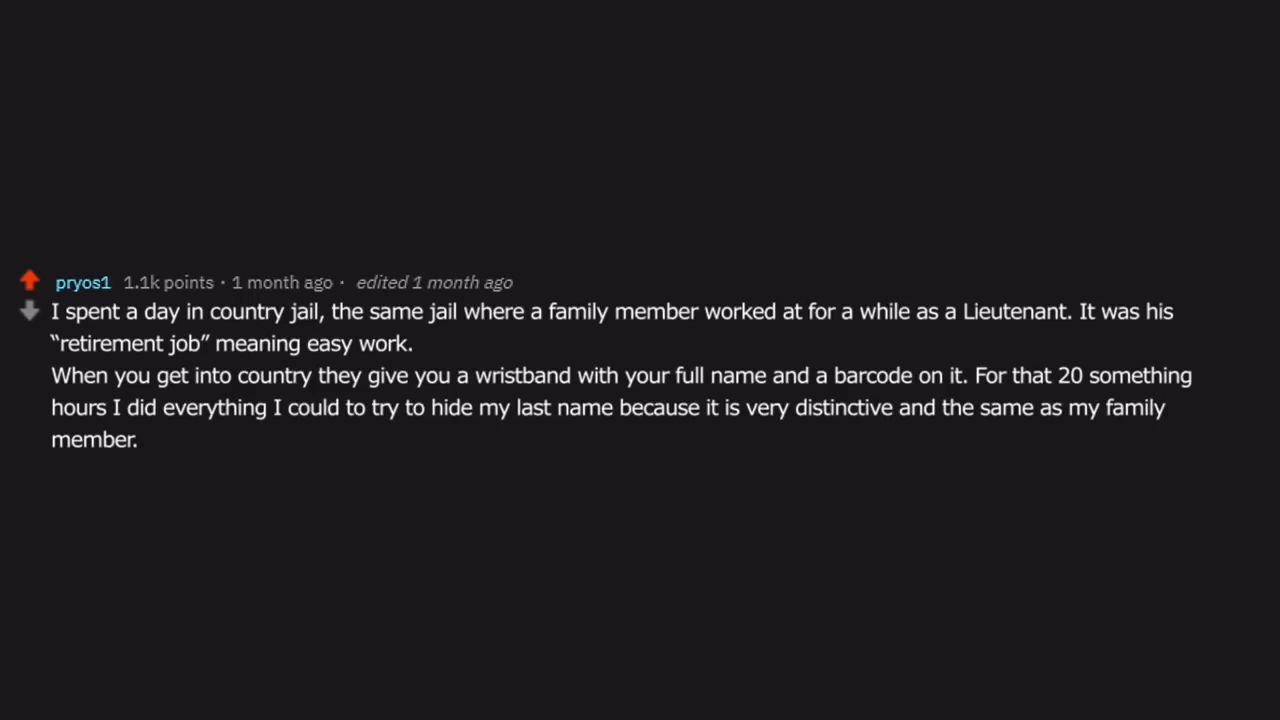 pryos1 1.1k points · 1 month ago · edited 1 month ago
I spent a day in country jail, the same jail where a family member worked at for a while as a Lieutenant. It was his
“retirement job” meaning easy work.
When you get into country they give you a wristband with your full name and a barcode on it. For that 20 something
hours I did everything I could to try to hide my last name because it is very distinctive and the same as my family
member.